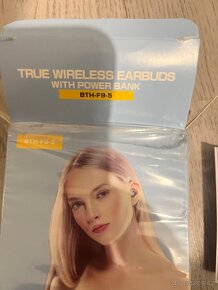 TRUE WIRELESS EARBUDS
WITH POWER BANK
BTH-F9-5
BTH-F9-5